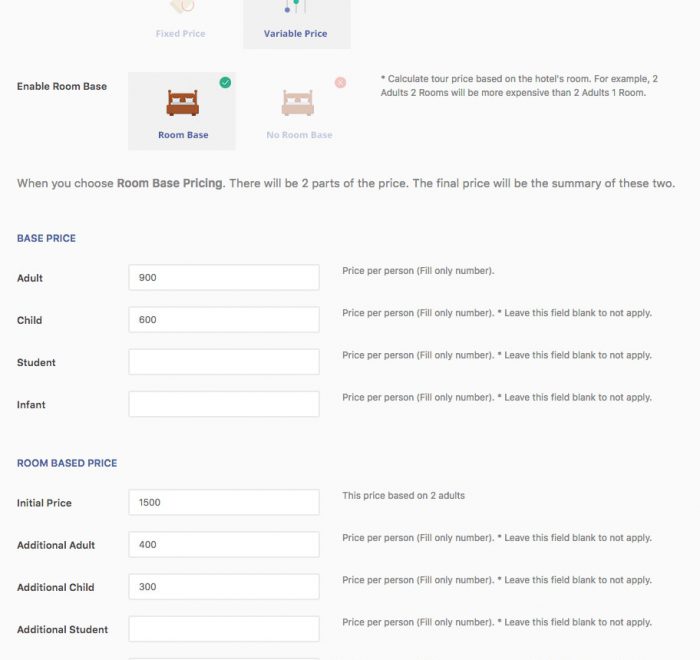 Fixed Price
Variable Price
Enable Room Base
Room Base
No Room Base
* Calculate tour price based on the hotel's room. For example, 2
Adults 2 Rooms will be more expensive than 2 Adults 1 Room.
When you choose Room Base Pricing. There will be 2 parts of the price. The final price will be the summary of these two.
BASE PRICE
Adult
900
Price per person (Fill only number).
Child
600
Price per person (Fill only number). * Leave this field blank to not apply.
Student
Price per person (Fill only number). * Leave this field blank to not apply.
Infant
Price per person (Fill only number). * Leave this field blank to not apply.
ROOM BASED PRICE
Initial Price
1500
This price based on 2 adults
Additional Adult
400
Price per person (Fill only number). * Leave this field blank to not apply.
Additional Child
300
Price per person (Fill only number). * Leave this field blank to not apply.
Additional Student
Price per person (Fill only number). * Leave this field blank to not apply.